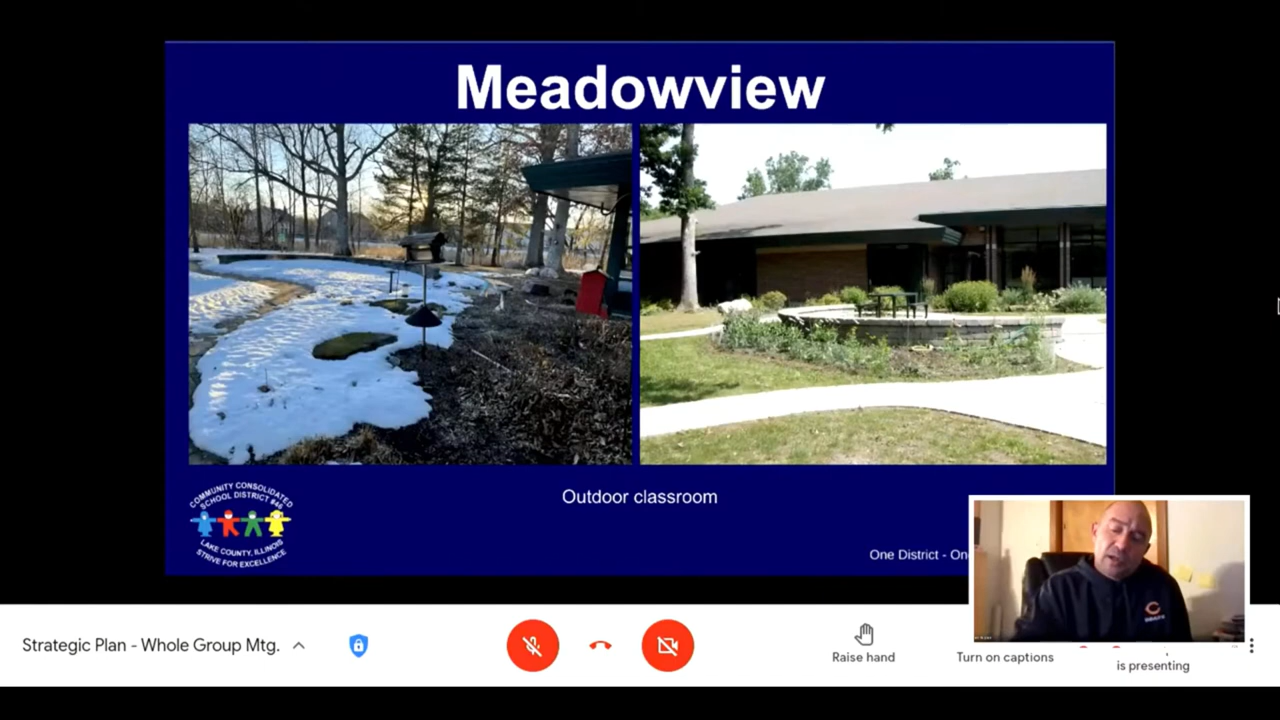 Meadowview
Outdoor classroom
COMMUNITY CONSOLIDATED
SCHOOL DISTRICT #46
LAKE COUNTY, ILLINOIS
STRIVE FOR EXCELLENCE
One District - On
Strategic Plan - Whole Group Mtg.
Raise hand
Turn on captions
is presenting
C
BEARS